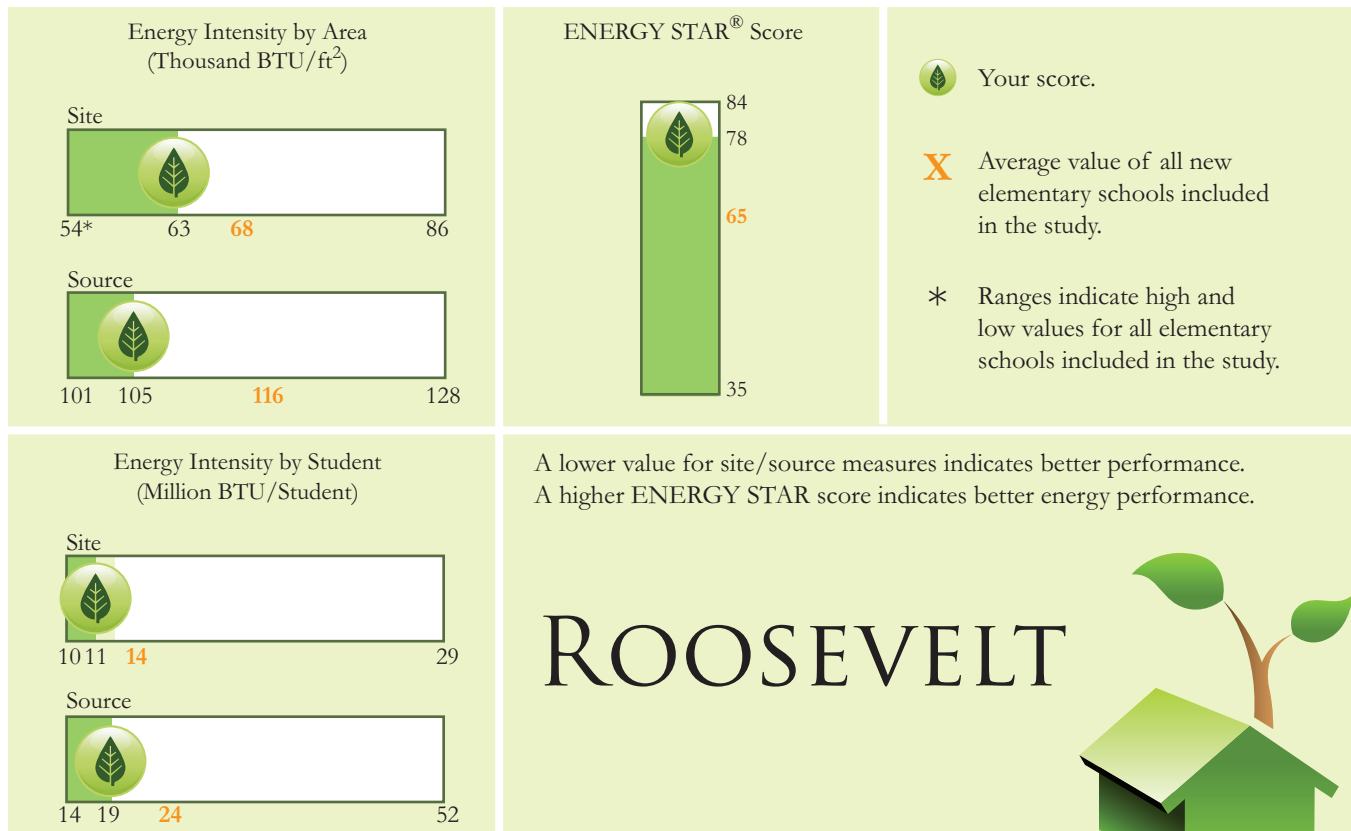 Energy Intensity by Area
(Thousand BTU/ft²)
Site
54* 63 68 86
Source
101 105 116 128
ENERGY STAR® Score
84
78
65
35
Your score.
X Average value of all new
elementary schools included
in the study.
* Ranges indicate high and
low values for all elementary
schools included in the study.
Energy Intensity by Student
(Million BTU/Student)
Site
10 11 14 29
Source
14 19 24 52
A lower value for site/source measures indicates better performance.
A higher ENERGY STAR score indicates better energy performance.
ROOSEVELT